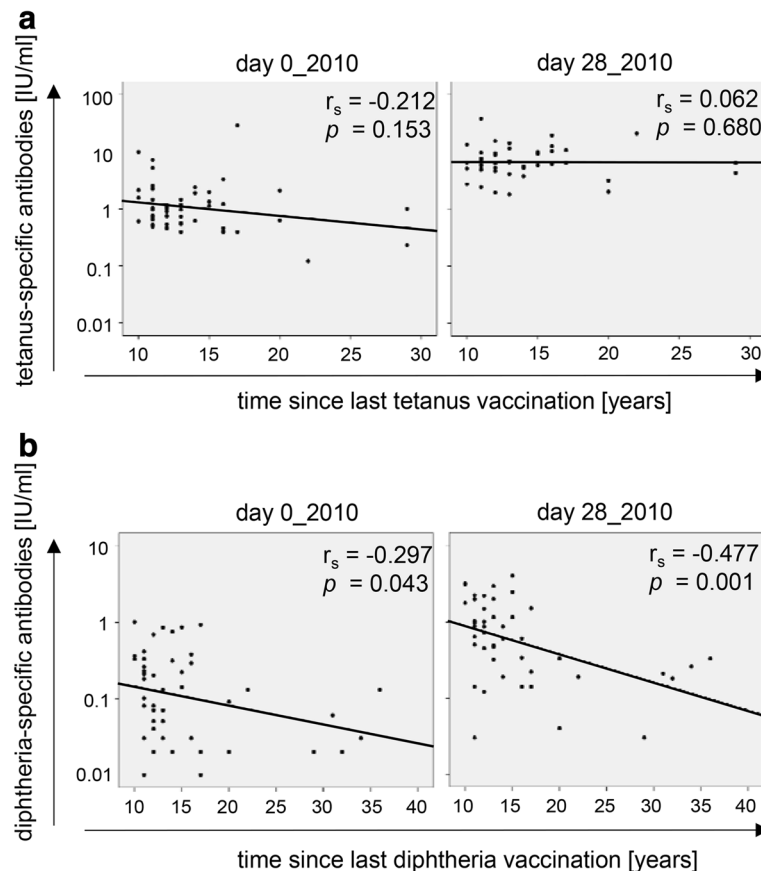 a
day 0_2010
day 28_2010
tetanus-specific antibodies [IU/ml]
100
10
1
0.1
0.01
rs = -0.212
p = 0.153
rs = 0.062
p = 0.680
10 15 20 25 30
10 15 20 25 30
time since last tetanus vaccination [years]
b
day 0_2010
day 28_2010
diphtheria-specific antibodies [IU/ml]
10
1
0.1
0.01
rs = -0.297
p = 0.043
rs = -0.477
p = 0.001
10 15 20 25 30 35 40
10 15 20 25 30 35 40
time since last diphtheria vaccination [years]